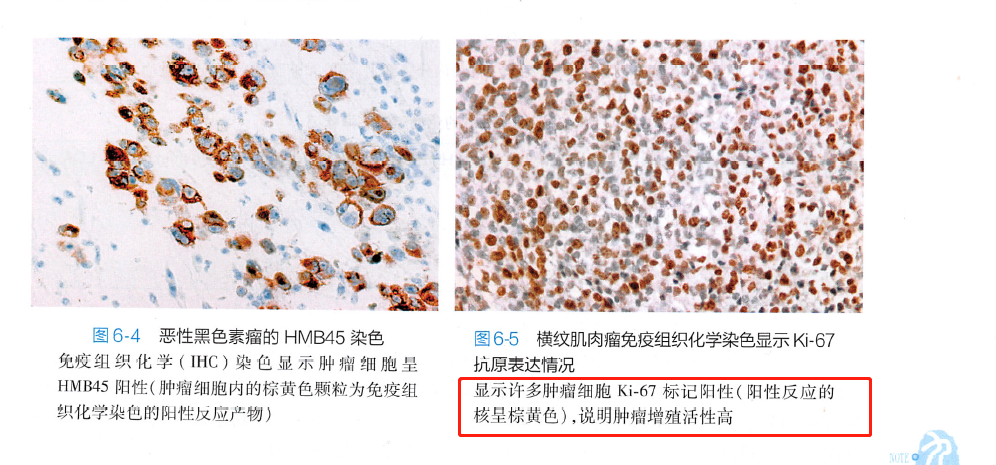 图6-4 恶性黑色素瘤的 HMB45 染色
免疫组织化学(IHC)染色显示肿瘤细胞呈
HMB45 阳性(肿瘤细胞内的棕黄色颗粒为免疫组
织化学染色的阳性反应产物)
图6-5 横纹肌肉瘤免疫组织化学染色显示 Ki-67
抗原表达情况
显示许多肿瘤细胞 Ki-67 标记阳性(阳性反应的
核呈棕黄色),说明肿瘤增殖活性高
NOTE